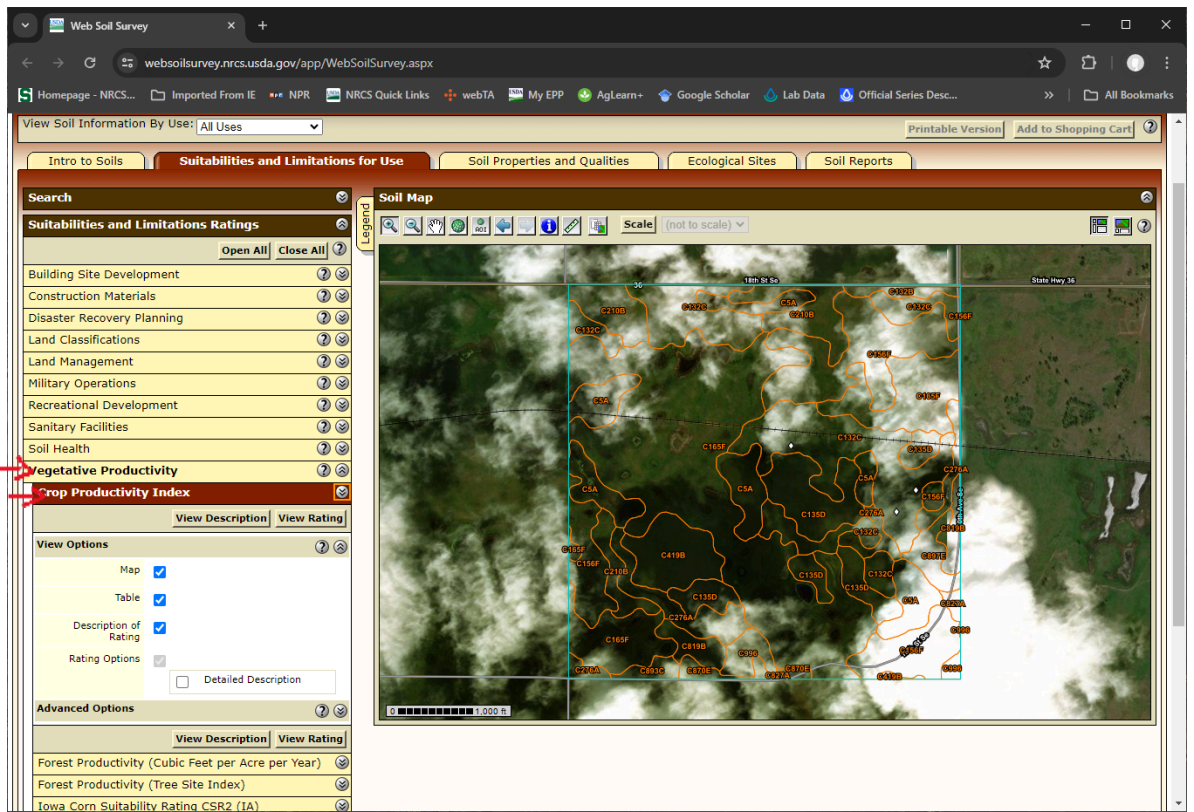 Web Soil Survey
websoilsurvey.nrcs.usda.gov/app/WebSoilSurvey.aspx
Homepage - NRCS... Imported From IE NPR NRCS Quick Links webTA My EPP AgLearn+ Google Scholar Lab Data Official Series Desc... » All Bookmarks
View Soil Information By Use: All Uses
Printable Version Add to Shopping Cart
Intro to Soils Suitabilities and Limitations for Use Soil Properties and Qualities Ecological Sites Soil Reports
Search
Suitabilities and Limitations Ratings
Open All Close All
Building Site Development
Construction Materials
Disaster Recovery Planning
Land Classifications
Land Management
Military Operations
Recreational Development
Sanitary Facilities
Soil Health
Vegetative Productivity
Crop Productivity Index
View Description View Rating
View Options
Map
Table
Description of
Rating
Rating Options
Detailed Description
Advanced Options
View Description View Rating
Forest Productivity (Cubic Feet per Acre per Year)
Forest Productivity (Tree Site Index)
Iowa Corn Suitability Rating CSR2 (IA)
Legend
Soil Map
AOI Scale (not to scale)
18th St Se State Hwy 36
36
C132B
C210B C132C C5A C132C
C210B C156F
C132C
C156F
C165F
C5A
C132C
C165F C135D
C276A
C5A C5A C5A
C156F
C135D C276A
C132C C819B
C165F C419B C897E
C156F C210B C135D C132C
C135D
C135D C5A C827A
C276A
C996
C165F C819B C996 C156F
C276A C893C C870E C870E C996
C827A C419B
0 1,000 ft